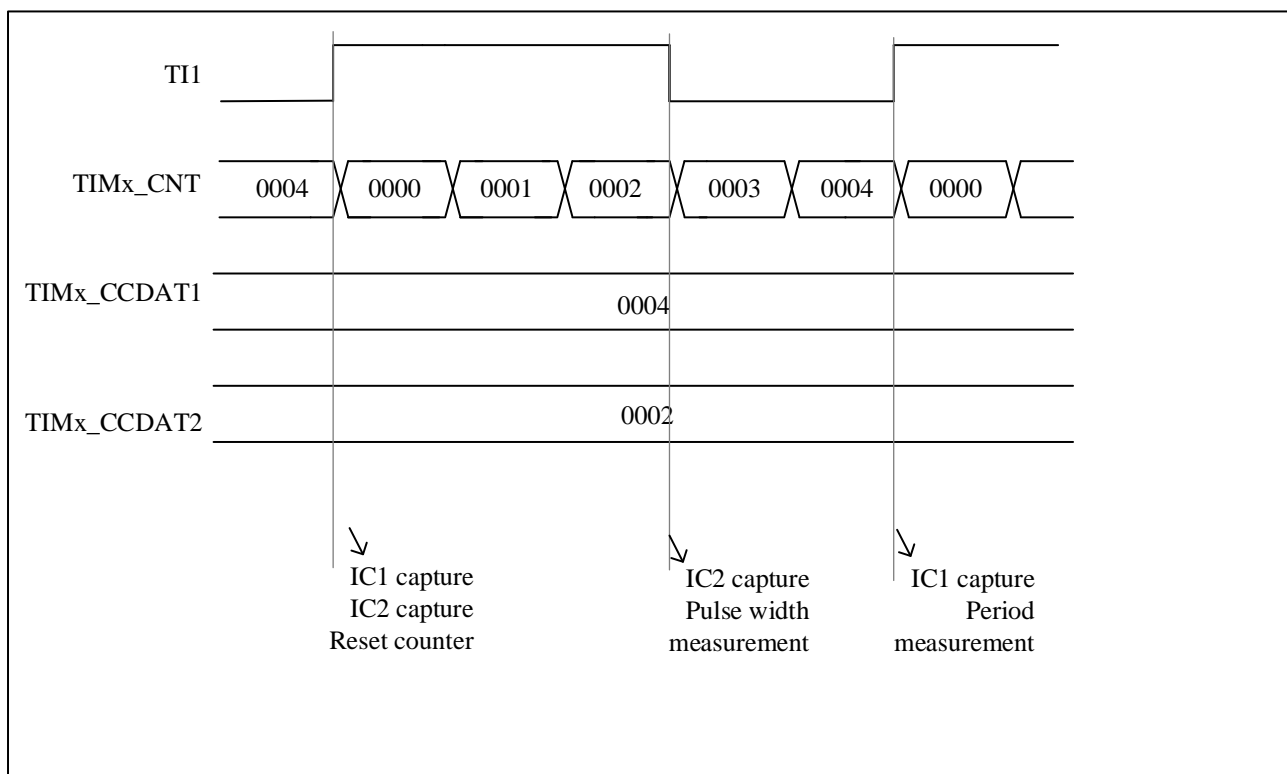 TI1
TIMx_CNT
0004
0000
0001
0002
0003
0004
0000
TIMx_CCDAT1
0004
TIMx_CCDAT2
0002
IC1 capture
IC2 capture
Reset counter
IC2 capture
Pulse width
measurement
IC1 capture
Period
measurement